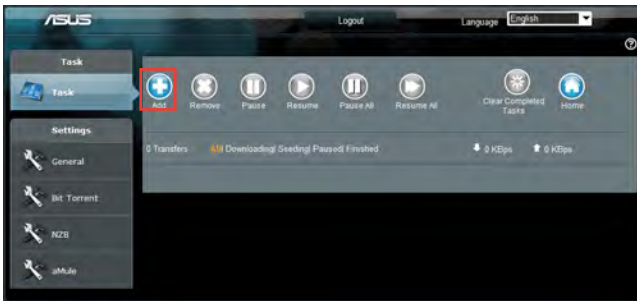 ASUS
Logout
Language English
Task
Task
Add Remove Pause Resume Pause All Resume All Clear Completed Tasks Home
0 Transfers All| Downloading| Seeding| Paused| Finished 0 KBps 0 KBps
Settings
General
Bit Torrent
NZB
aMule